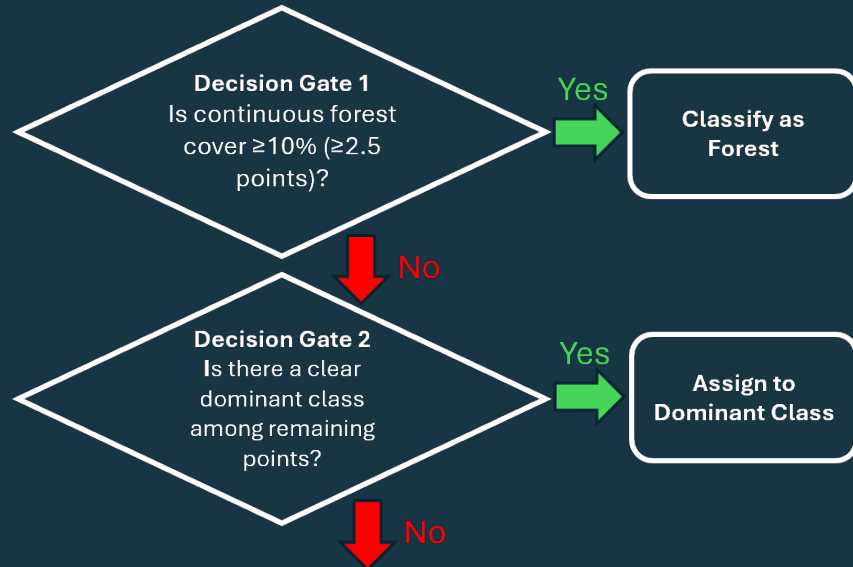 Decision Gate 1
Is continuous forest
cover ≥10% (≥2.5
points)?
Yes
Classify as
Forest
No
Decision Gate 2
Is there a clear
dominant class
among remaining
points?
Yes
Assign to
Dominant Class
No